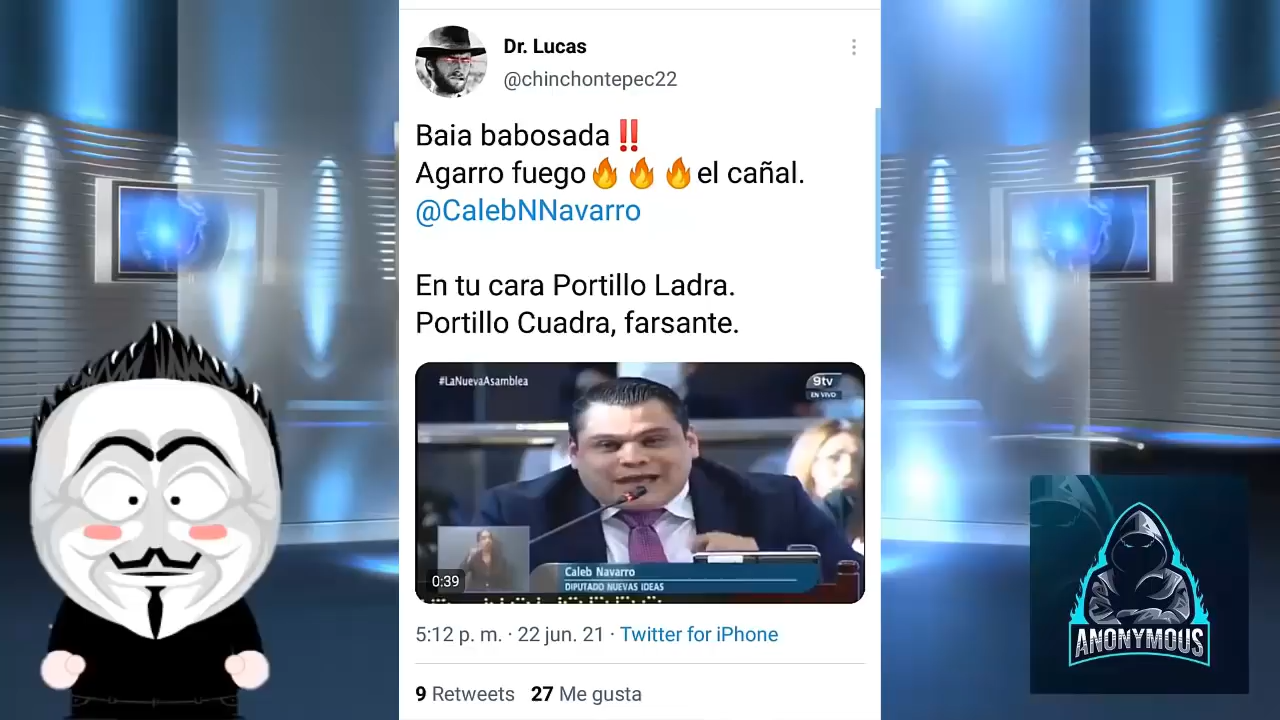 Dr. Lucas
@chinchontepec22
Baia babosada‼️
Agarro fuego🔥🔥🔥el cañal.
@CalebNNavarro
En tu cara Portillo Ladra.
Portillo Cuadra, farsante.
#LaNuevaAsamblea
9tv
EN VIVO
0:39
Caleb Navarro
DIPUTADO NUEVAS IDEAS
5:12 p. m. · 22 jun. 21 · Twitter for iPhone
9 Retweets 27 Me gusta
ANONYMOUS